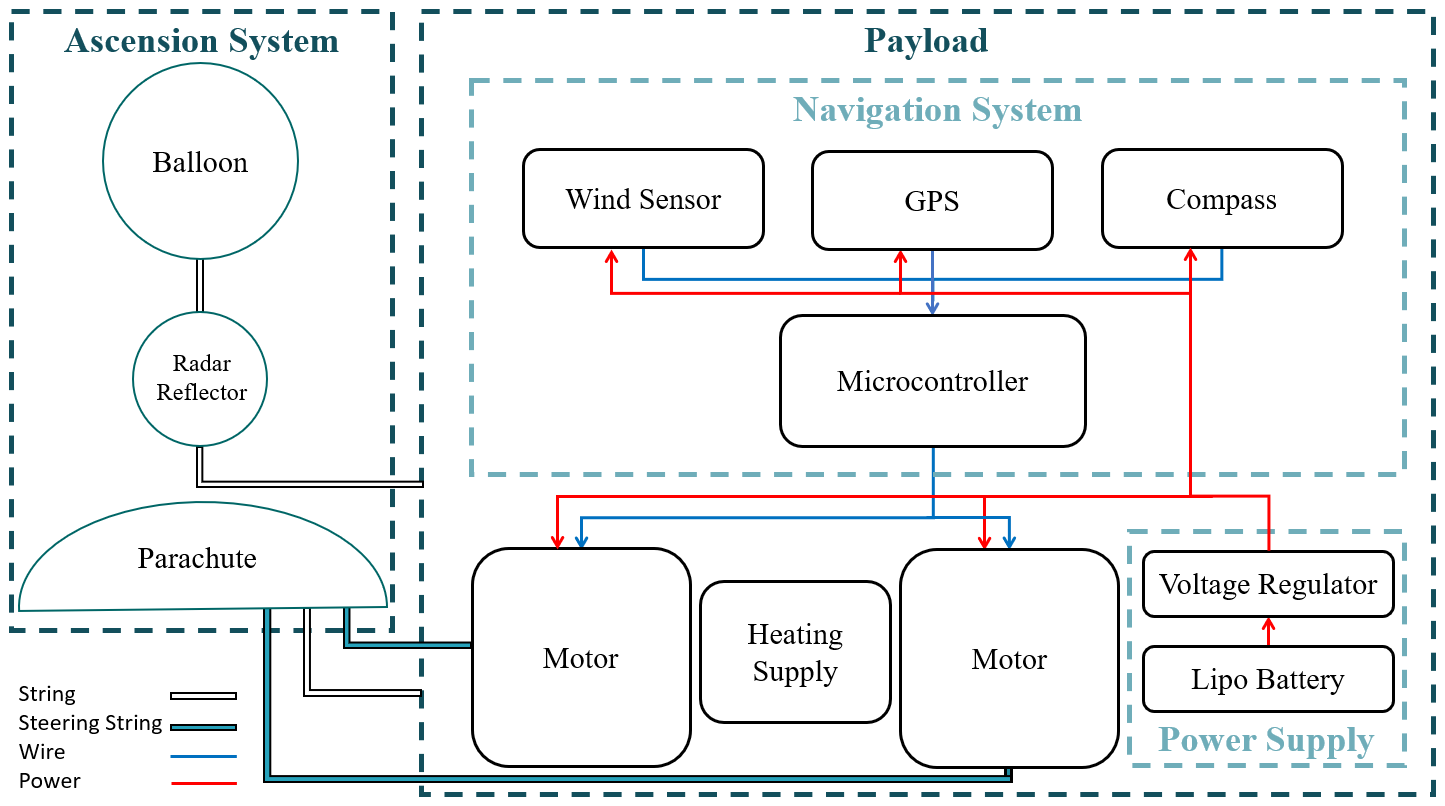 Ascension System
Balloon
Radar
Reflector
Parachute
String
Steering String
Wire
Power
Payload
Navigation System
Wind Sensor
GPS
Compass
Microcontroller
Motor
Heating
Supply
Motor
Voltage Regulator
Lipo Battery
Power Supply